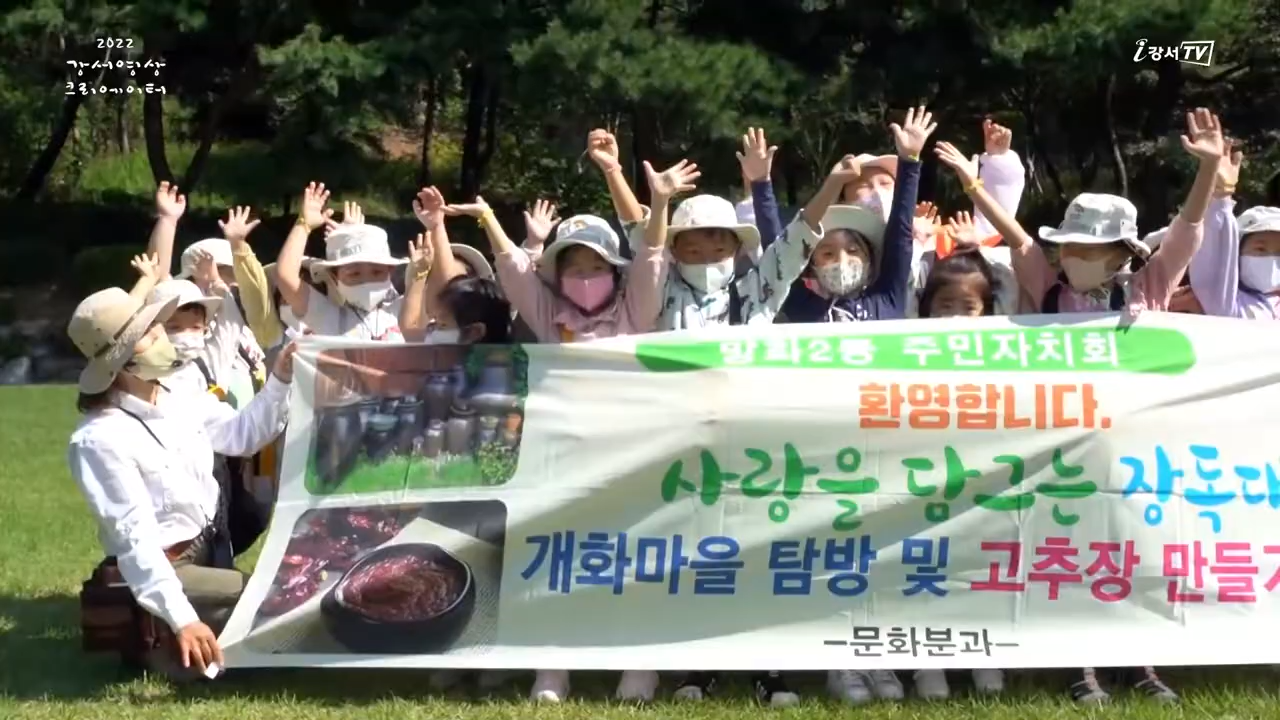 2022
강서영상
크리에이터
i강서TV
방화2동 주민자치회
환영합니다.
사랑을 담그는 장독대
개화마을 탐방 및 고추장 만들기
-문화분과-